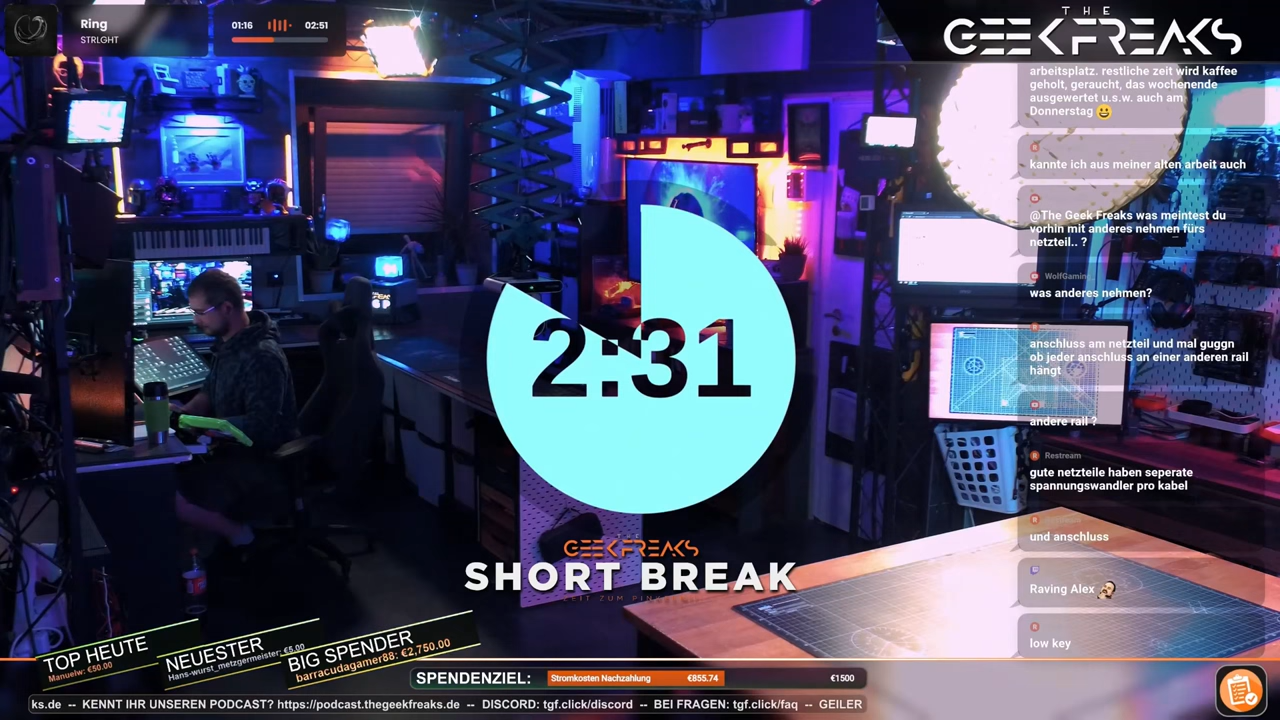 Ring
STRLGHT
01:16
02:51
THE
GEEKFREAKS
arbeitsplatz. restliche zeit wird kaffee
geholt, geraucht, das wochenende
ausgewertet u.s.w. auch am
Donnerstag 😀
kannte ich aus meiner alten arbeit auch
@The Geek Freaks was meintest du
vorhin mit anderes nehmen fürs
netzteil.. ?
WolfGaming
was anderes nehmen?
anschluss am netzteil und mal guggn
ob jeder anschluss an einer anderen rail
hängt
andere rail ?
Restream
gute netzteile haben seperate
spannungswandler pro kabel
und anschluss
Raving Alex
low key
2:31
GEEKFREAKS
SHORT BREAK
TOP HEUTE
Manuelw: €50.00
NEUESTER
Hans-wurst_metzgermeister: €5.00
BIG SPENDER
barracudagamer88: €2,750.00
SPENDENZIEL:
Stromkosten Nachzahlung
€855.74
€1500
ks.de -- KENNT IHR UNSEREN PODCAST? https://podcast.thegeekfreaks.de -- DISCORD: tgf.click/discord -- BEI FRAGEN: tgf.click/faq -- GEILER